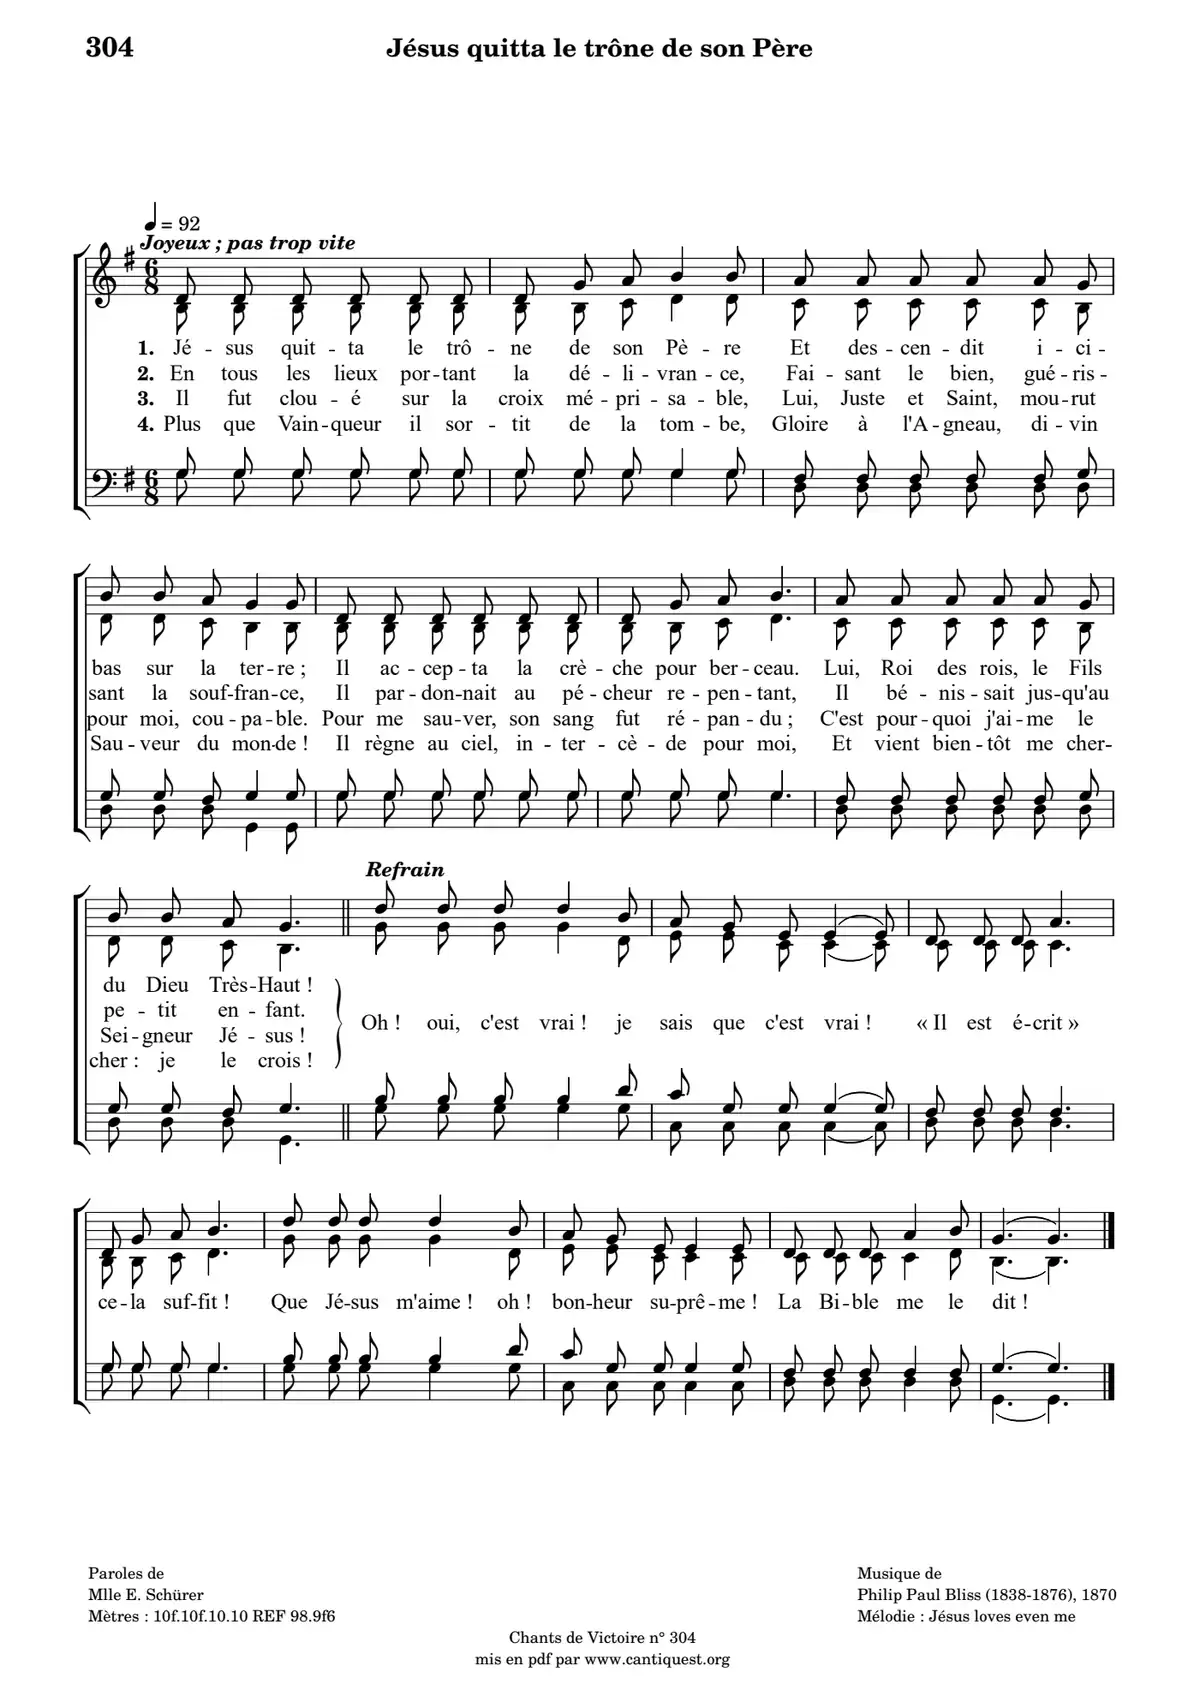 304 Jésus quitta le trône de son Père
= 92
Joyeux ; pas trop vite
1. Jé - sus quit - ta le trô - ne de son Pè - re Et des - cen - dit i - ci -
2. En tous les lieux por - tant la dé - li - vran - ce, Fai - sant le bien, gué - ris -
3. Il fut clou - é sur la croix mé - pri - sa - ble, Lui, Juste et Saint, mou - rut
4. Plus que Vain - queur il sor - tit de la tom - be, Gloire à l'A - gneau, di - vin
bas sur la ter - re ; Il ac - cep - ta la crè - che pour ber - ceau. Lui, Roi des rois, le Fils
sant la souf - fran - ce, Il par - don - nait au pé - cheur re - pen - tant, Il bé - nis - sait jus - qu'au
pour moi, cou - pa - ble. Pour me sau - ver, son sang fut ré - pan - du ; C'est pour - quoi j'ai - me le
Sau - veur du mon - de ! Il règne au ciel, in - ter - cè - de pour moi, Et vient bien - tôt me cher-
Refrain
du Dieu Très - Haut !
pe - tit en - fant.
Sei - gneur Jé - sus !
cher : je le crois !
Oh ! oui, c'est vrai ! je sais que c'est vrai ! « Il est é - crit »
ce - la suf - fit ! Que Jé - sus m'aime ! oh ! bon - heur su - prê - me ! La Bi - ble me le dit !
Paroles de
Mlle E. Schürer
Mètres : 10f.10f.10.10 REF 98.9f6
Musique de
Philip Paul Bliss (1838-1876), 1870
Mélodie : Jésus loves even me
Chants de Victoire n° 304
mis en pdf par www.cantiquest.org